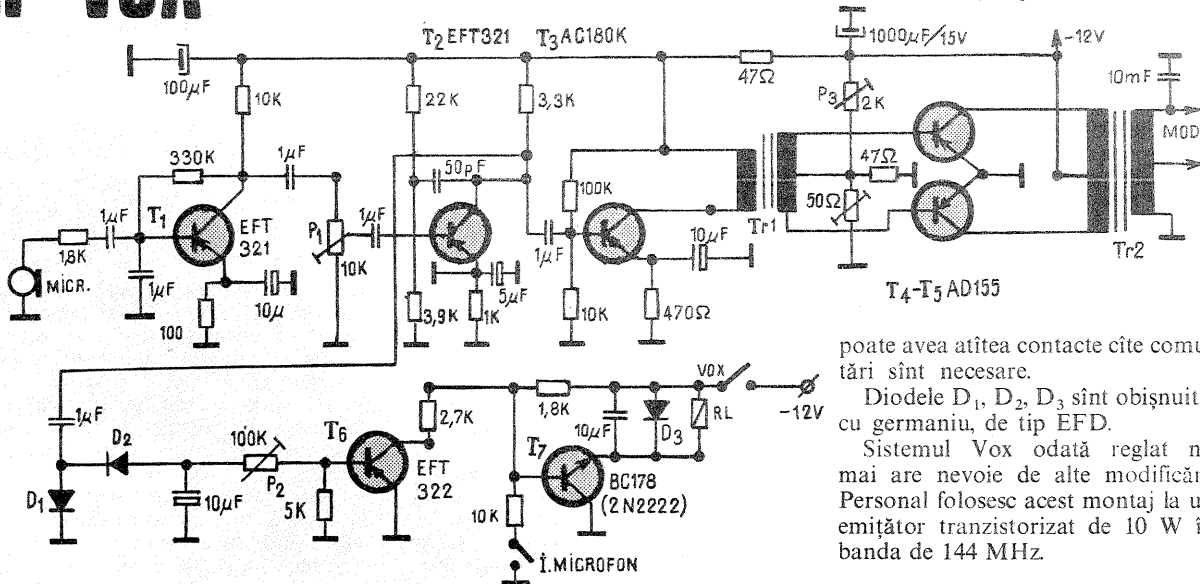 VOX
T₂ EFT321
T₃ AC180K
1000µF/15V
-12V
100µF
10K
22K
3,3K
47Ω
P₃
2K
10mF
MOD
330K
1µF
50pF
100K
Tr1
47Ω
50Ω
Tr2
T₁
EFT
321
1µF
1,8K
MICR.
1µF
100
10µ
P₁
10K
1µF
3,9K
1K
5µF
1µF
10K
470Ω
10µF
T₄-T₅ AD155
1µF
D₂
D₁
10µF
100K
P₂
5K
T₆
EFT
322
2,7K
1,8K
T₇
10µF
D₃
VOX
RL
-12V
BC178
(2N2222)
10K
Î.MICROFON
poate avea atîtea contacte cîte comu
tări sînt necesare.
Diodele D₁, D₂, D₃ sînt obișnuit
cu germaniu, de tip EFD.
Sistemul Vox odată reglat n
mai are nevoie de alte modificăr
Personal folosesc acest montaj la u
emițător tranzistorizat de 10 W î
banda de 144 MHz.